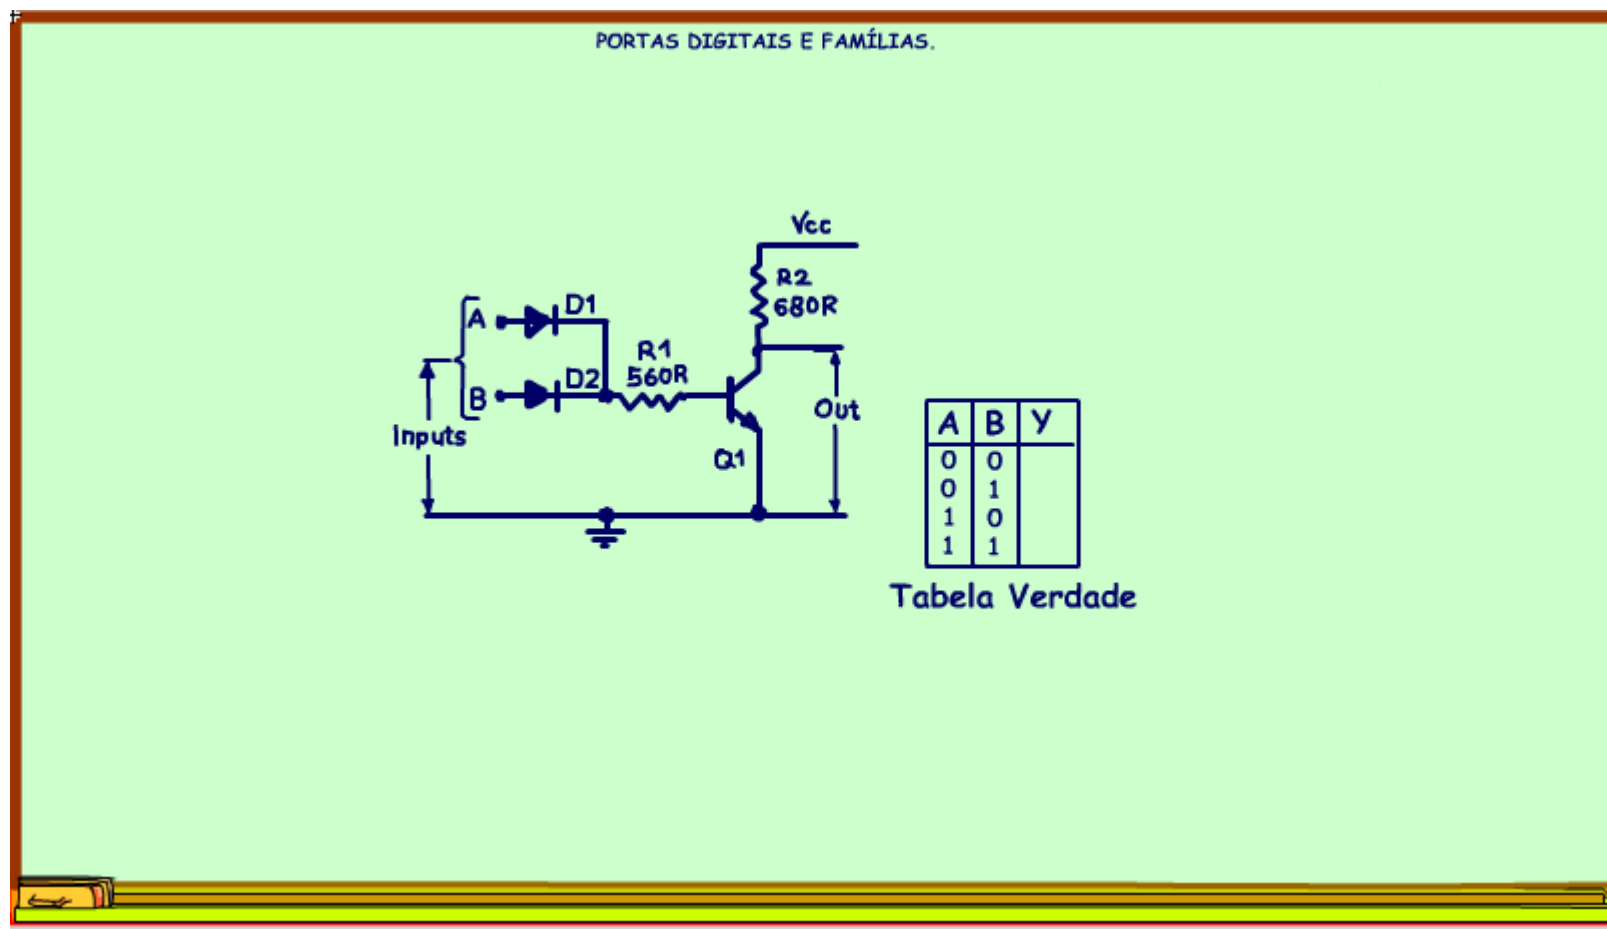 PORTAS DIGITAIS E FAMÍLIAS.
Vcc
R2
680R
A
D1
R1
560R
B
D2
Inputs
Out
Q1
A B Y
0 0
0 1
1 0
1 1
Tabela Verdade